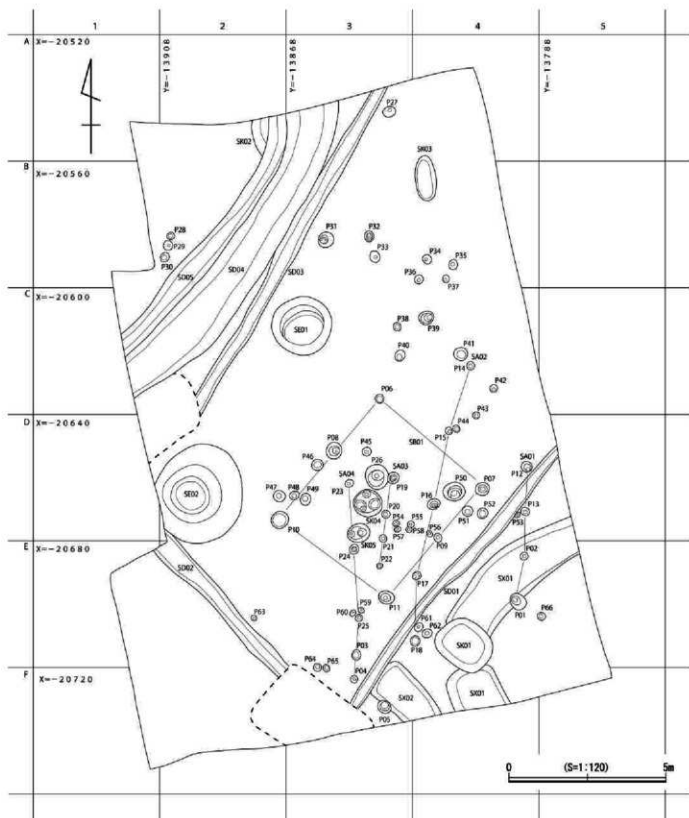 1 2 3 4 5
A X=-20520
Y=-13908
Y=-13868
Y=-13788
P27
SK02
B X=-20560
SK03
P28
P29
P30
P31 P32
P33
P34
P35
P36
P37
SD05
SD04
SD03
C X=-20600
SE01
P38
P39
P40
P41
SA02
P14
P42
P06
P43
D X=-20640
P15
P44
SB01
P08
P45
P46
P26
SA03
P19
SA04
P23
P50
P07
SA01
P12
P47 P48
P49
SE02
P10
SK04
P20
P16
P51
P52
P53
P13
P54
P55
P57
P58
P56
P09
SK05
P21
P24
E X=-20680
P22
P02
SD02
P17
SD01
SX01
P11
P01
P66
P63
P60
P59
P25
P61
P62
P18
SK01
P03
P64 P65
P04
F X=-20720
SX02
SX01
P05
0 (S=1:120) 5m